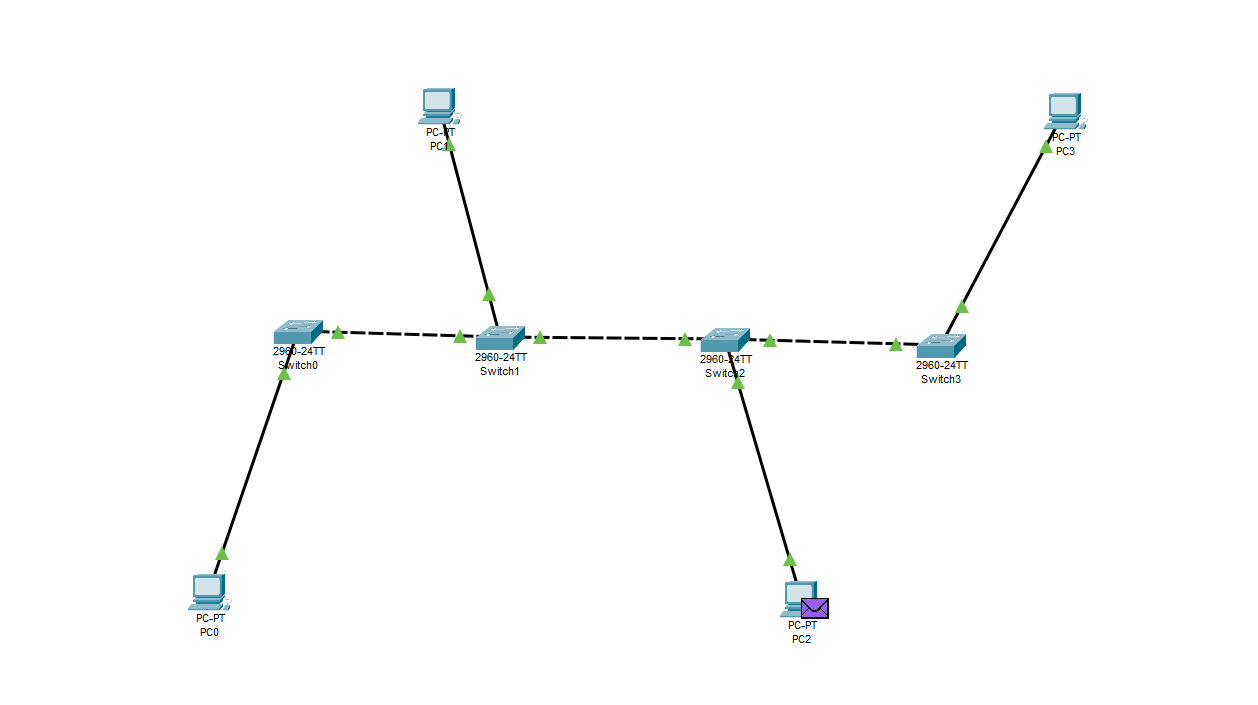 PC-PT
PC1
PC-PT
PC3
2960-24TT
Switch0
2960-24TT
Switch1
2960-24TT
Switch2
2960-24TT
Switch3
PC-PT
PC0
PC-PT
PC2